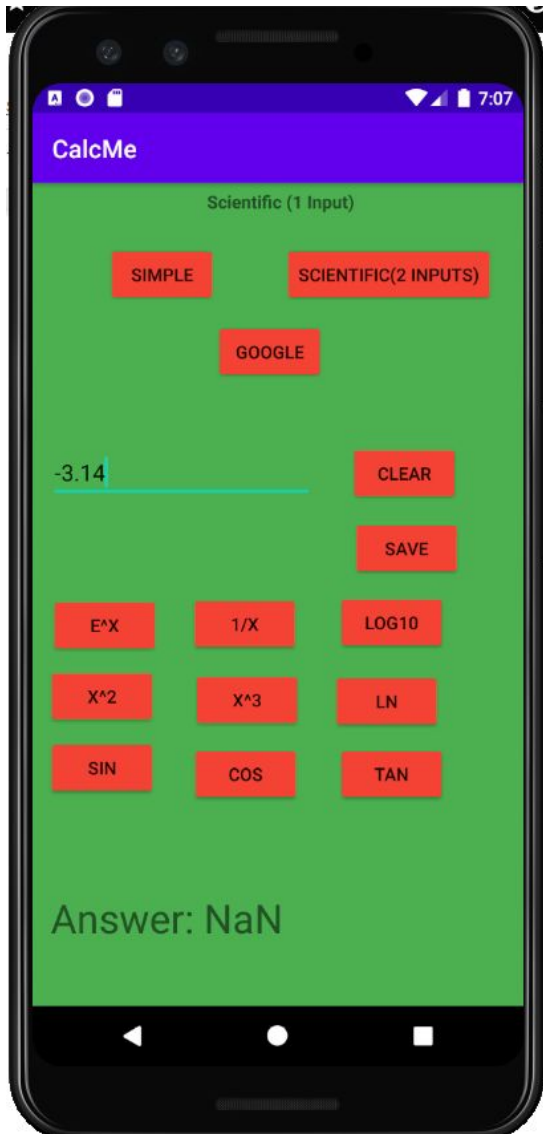 7:07
CalcMe
Scientific (1 Input)
SIMPLE SCIENTIFIC(2 INPUTS)
GOOGLE
-3.14 CLEAR
SAVE
E^X 1/X LOG10
X^2 X^3 LN
SIN COS TAN
Answer: NaN